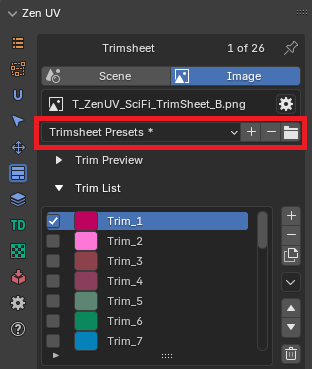 Zen UV
Trimsheet 1 of 26
Scene Image
T_ZenUV_SciFi_TrimSheet_B.png
Trimsheet Presets *
Trim Preview
Trim List
Trim_1
Trim_2
Trim_3
Trim_4
Trim_5
TD
Trim_6
Trim_7